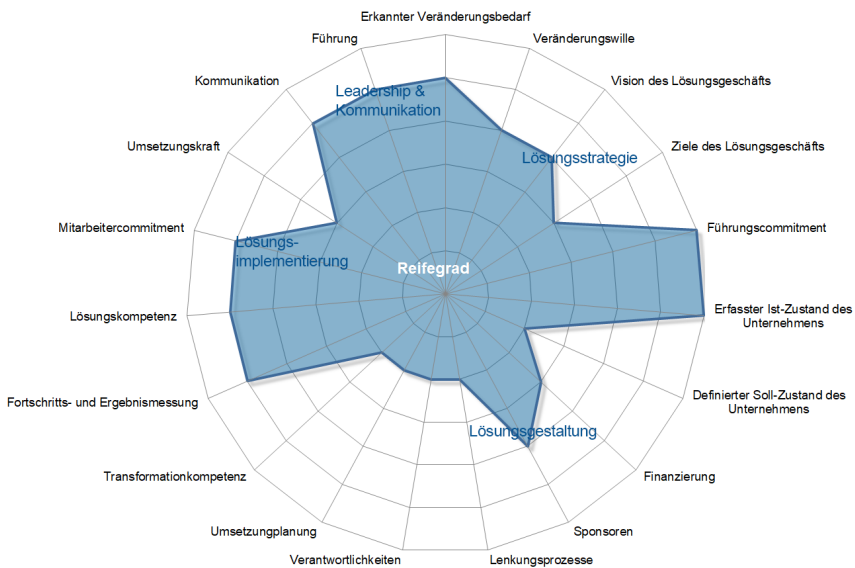 Erkannter Veränderungsbedarf
Führung
Veränderungswille
Kommunikation
Vision des Lösungsgeschäfts
Leadership &
Kommunikation
Umsetzungskraft
Ziele des Lösungsgeschäfts
Lösungsstrategie
Mitarbeitercommitment
Führungscommitment
Lösungs-
implementierung
Reifegrad
Lösungskompetenz
Erfasster Ist-Zustand des
Unternehmens
Fortschritts- und Ergebnismessung
Definierter Soll-Zustand des
Unternehmens
Lösungsgestaltung
Transformationkompetenz
Finanzierung
Umsetzungplanung
Sponsoren
Verantwortlichkeiten
Lenkungsprozesse